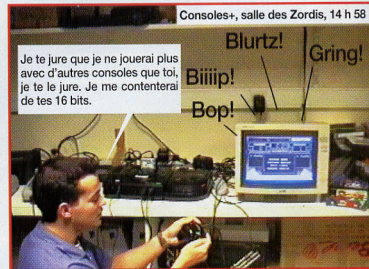 Consoles+, salle des Zordis, 14 h 58
Je te jure que je ne jouerai plus
avec d'autres consoles que toi,
je te le jure. Je me contenterai
de tes 16 bits.
Blurtz!
Gring!
Biiiip!
Bop!